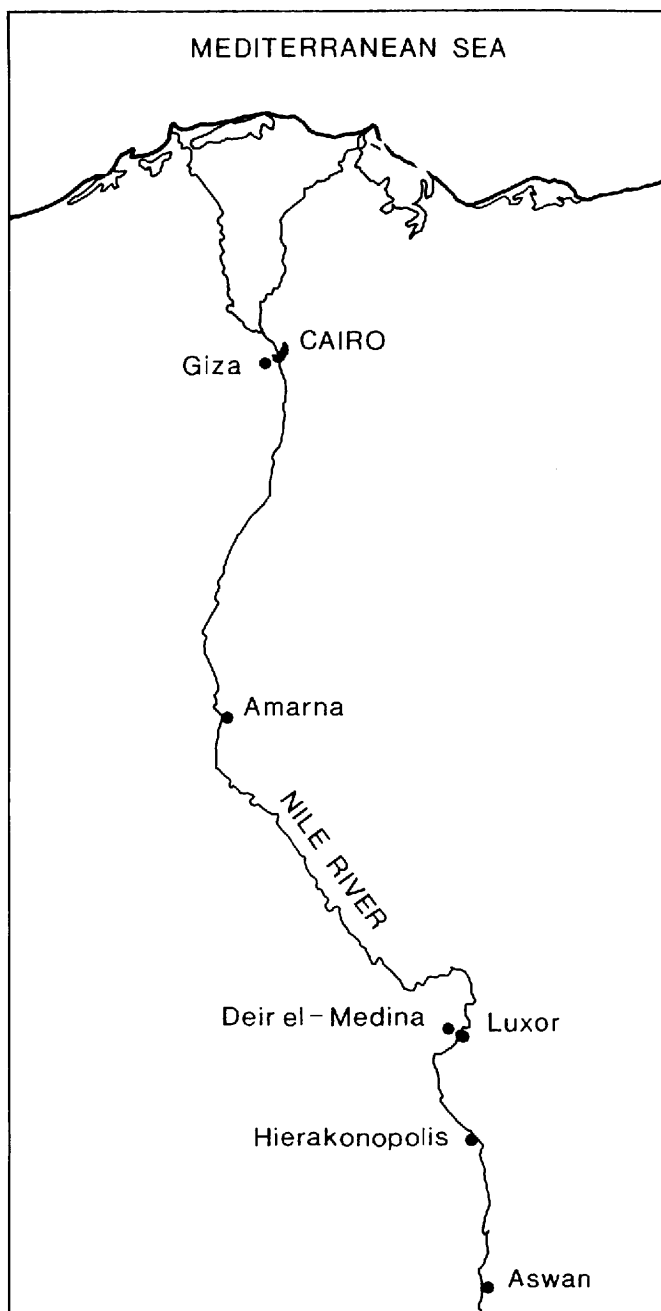 MEDITERRANEAN SEA
CAIRO
Giza
Amarna
NILE RIVER
Deir el-Medina
Luxor
Hierakonopolis
Aswan